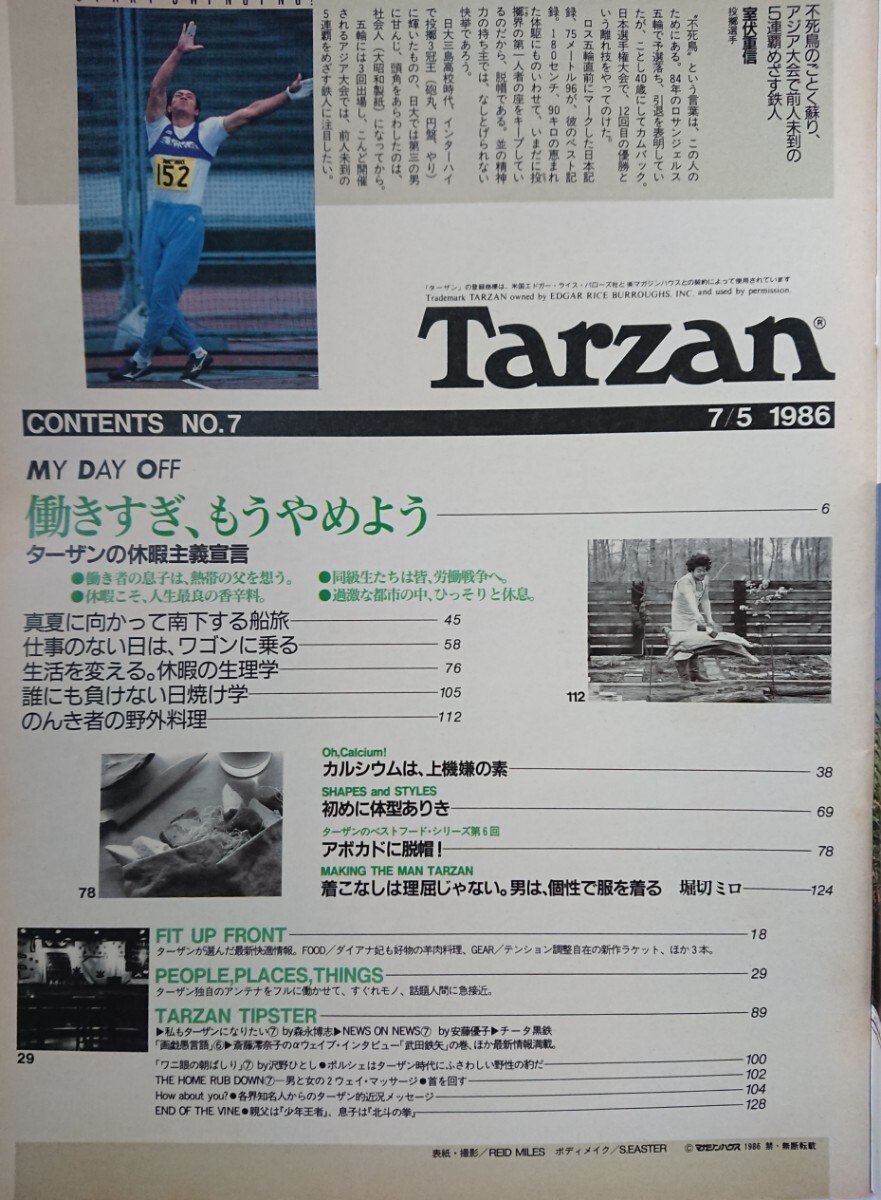 START SWINGING!
不死鳥のごとく蘇り、
アジア大会で前人未到の
5連覇めざす鉄人
室伏重信
投擲選手
"不死鳥"という言葉は、この人の
ためにある。84年のロサンジェルス
五輪で予選落ち、引退を表明してい
たが、ことし40歳にしてカムバック。
日本選手権大会で、12回目の優勝と
いう離れ技をやってのけた。
ロス五輪直前にマークした日本記
録、75メートル96が、彼のベスト記
録。180センチ、90キロの恵まれ
た体躯にものいわせて、いまだに投
擲界の第一人者の座をキープしてい
るのだから、脱帽である。並の精神
力の持ち主では、なしとげられない
快挙であろう。
日大三島高校時代、インターハイ
で投擲3冠王(砲丸、円盤、やり)
に輝いたものの、日大では第三の男
に甘んじ、頭角をあらわしたのは、
社会人(大昭和製紙)になってから。
五輪には3回出場し、こんど開催
されるアジア大会では、前人未到の
5連覇をめざす鉄人に注目したい。
152
「ターザン」の登録商標は、米国エドガー・ライス・バローズ社と㈱マガジンハウスとの契約によって使用されています
Trademark TARZAN owned by EDGAR RICE BURROUGHS, INC. and used by permission.
Tarzan®
CONTENTS NO.7 7/5 1986
MY DAY OFF
働きすぎ、もうやめよう 6
ターザンの休暇主義宣言
●働き者の息子は、熱帯の父を想う。 ●同級生たちは皆、労働戦争へ。
●休暇こそ、人生最良の香辛料。 ●過激な都市の中、ひっそりと休息。
真夏に向かって南下する船旅 45
仕事のない日は、ワゴンに乗る 58
生活を変える。休暇の生理学 76
誰にも負けない日焼け学 105
のんき者の野外料理 112
112
Oh,Calcium!
カルシウムは、上機嫌の素 38
SHAPES and STYLES
初めに体型ありき 69
ターザンのベストフード・シリーズ第6回
アボカドに脱帽! 78
MAKING THE MAN TARZAN
着こなしは理屈じゃない。男は、個性で服を着る 堀切ミロ 124
78
FIT UP FRONT 18
ターザンが選んだ最新快適情報。FOOD/ダイアナ妃も好物の羊肉料理、GEAR/テンション調整自在の新作ラケット、ほか3本。
PEOPLE,PLACES,THINGS 29
ターザン独自のアンテナをフルに働かせて、すぐれモノ、話題人間に急接近。
TARZAN TIPSTER 89
▶私もターザンになりたい⑦ by森永博志▶NEWS ON NEWS⑦ by安藤優子▶チータ黒鉄
「画戯愚言語」⑥▶斎藤澪奈子のαウェイブ・インタビュー「武田鉄矢」の巻、ほか最新情報満載。
29
「ワニ眼の朝ばしり」⑦ by沢野ひとし●ポルシェはターザン時代にふさわしい野性の豹だ 100
THE HOME RUB DOWN⑦─男と女の2ウェイ・マッサージ●首を回す 102
How about you?●各界知名人からのターザン的近況メッセージ 104
END OF THE VINE●親父は「少年王者」、息子は「北斗の拳」 128
表紙・撮影/REID MILES ボディメイク/S.EASTER ©マガジンハウス 1986 禁・無断転載